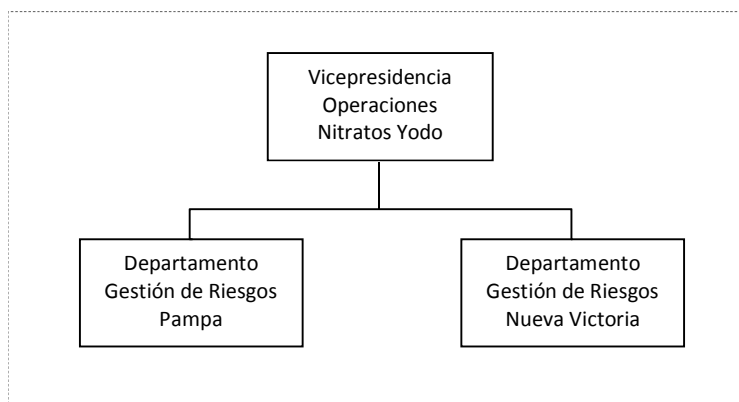 Vicepresidencia
Operaciones
Nitratos Yodo
Departamento
Gestión de Riesgos
Pampa
Departamento
Gestión de Riesgos
Nueva Victoria